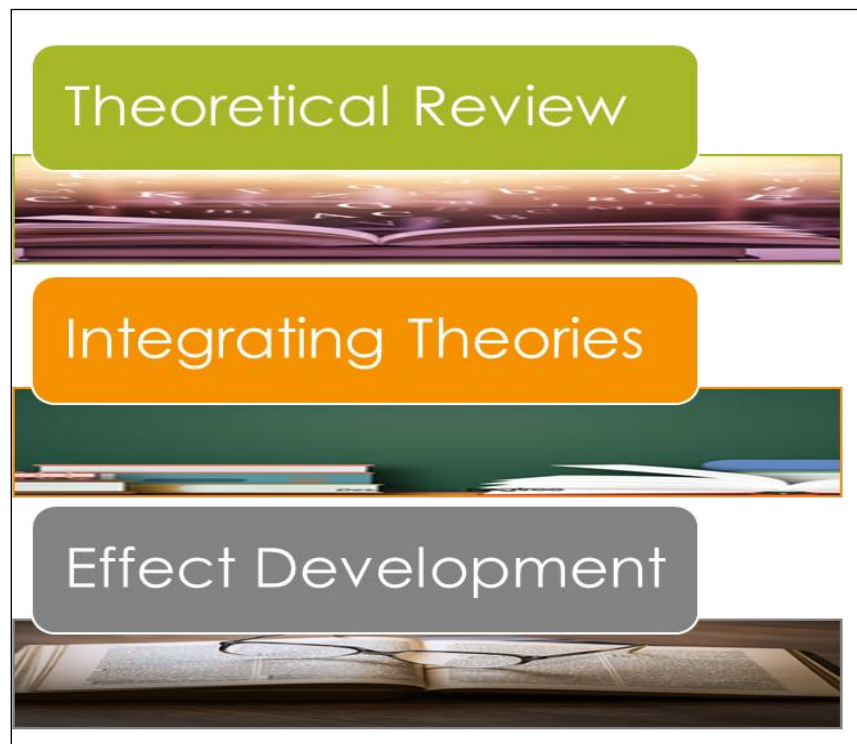 Theoretical Review
Integrating Theories
Effect Development